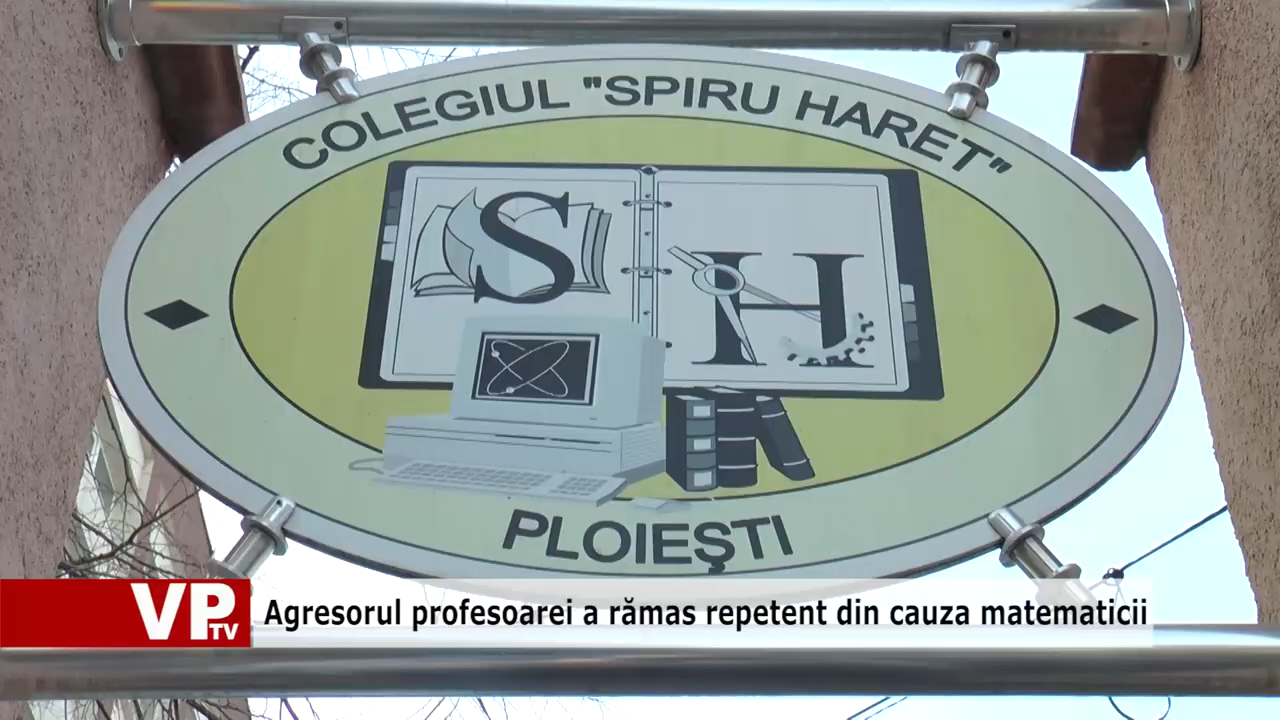 COLEGIUL "SPIRU HARET"
S H
PLOIEŞTI
VP TV
Agresorul profesoarei a rămas repetent din cauza matematicii